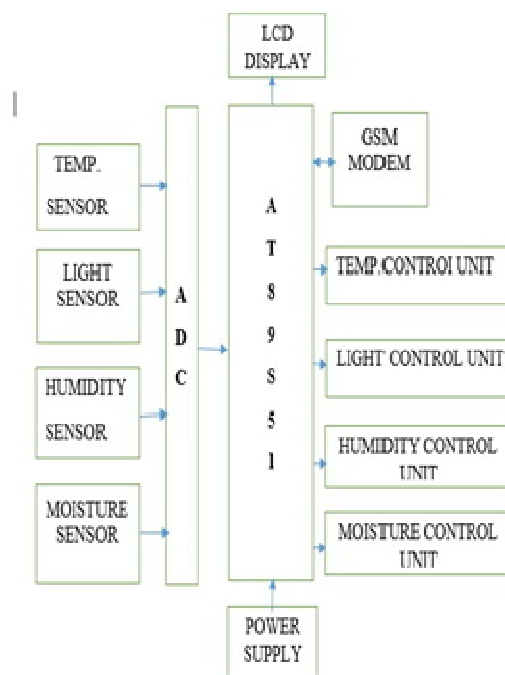 LCD
DISPLAY
GSM
MODEM
TEMP.
SENSOR
LIGHT
SENSOR
HUMIDITY
SENSOR
MOISTURE
SENSOR
A
D
C
A
T
8
9
S
5
1
TEMP.CONTROl UNIT
LIGHT CONTROL UNIT
HUMIDITY CONTROL
UNIT
MOISTURE CONTROL
UNIT
POWER
SUPPLY